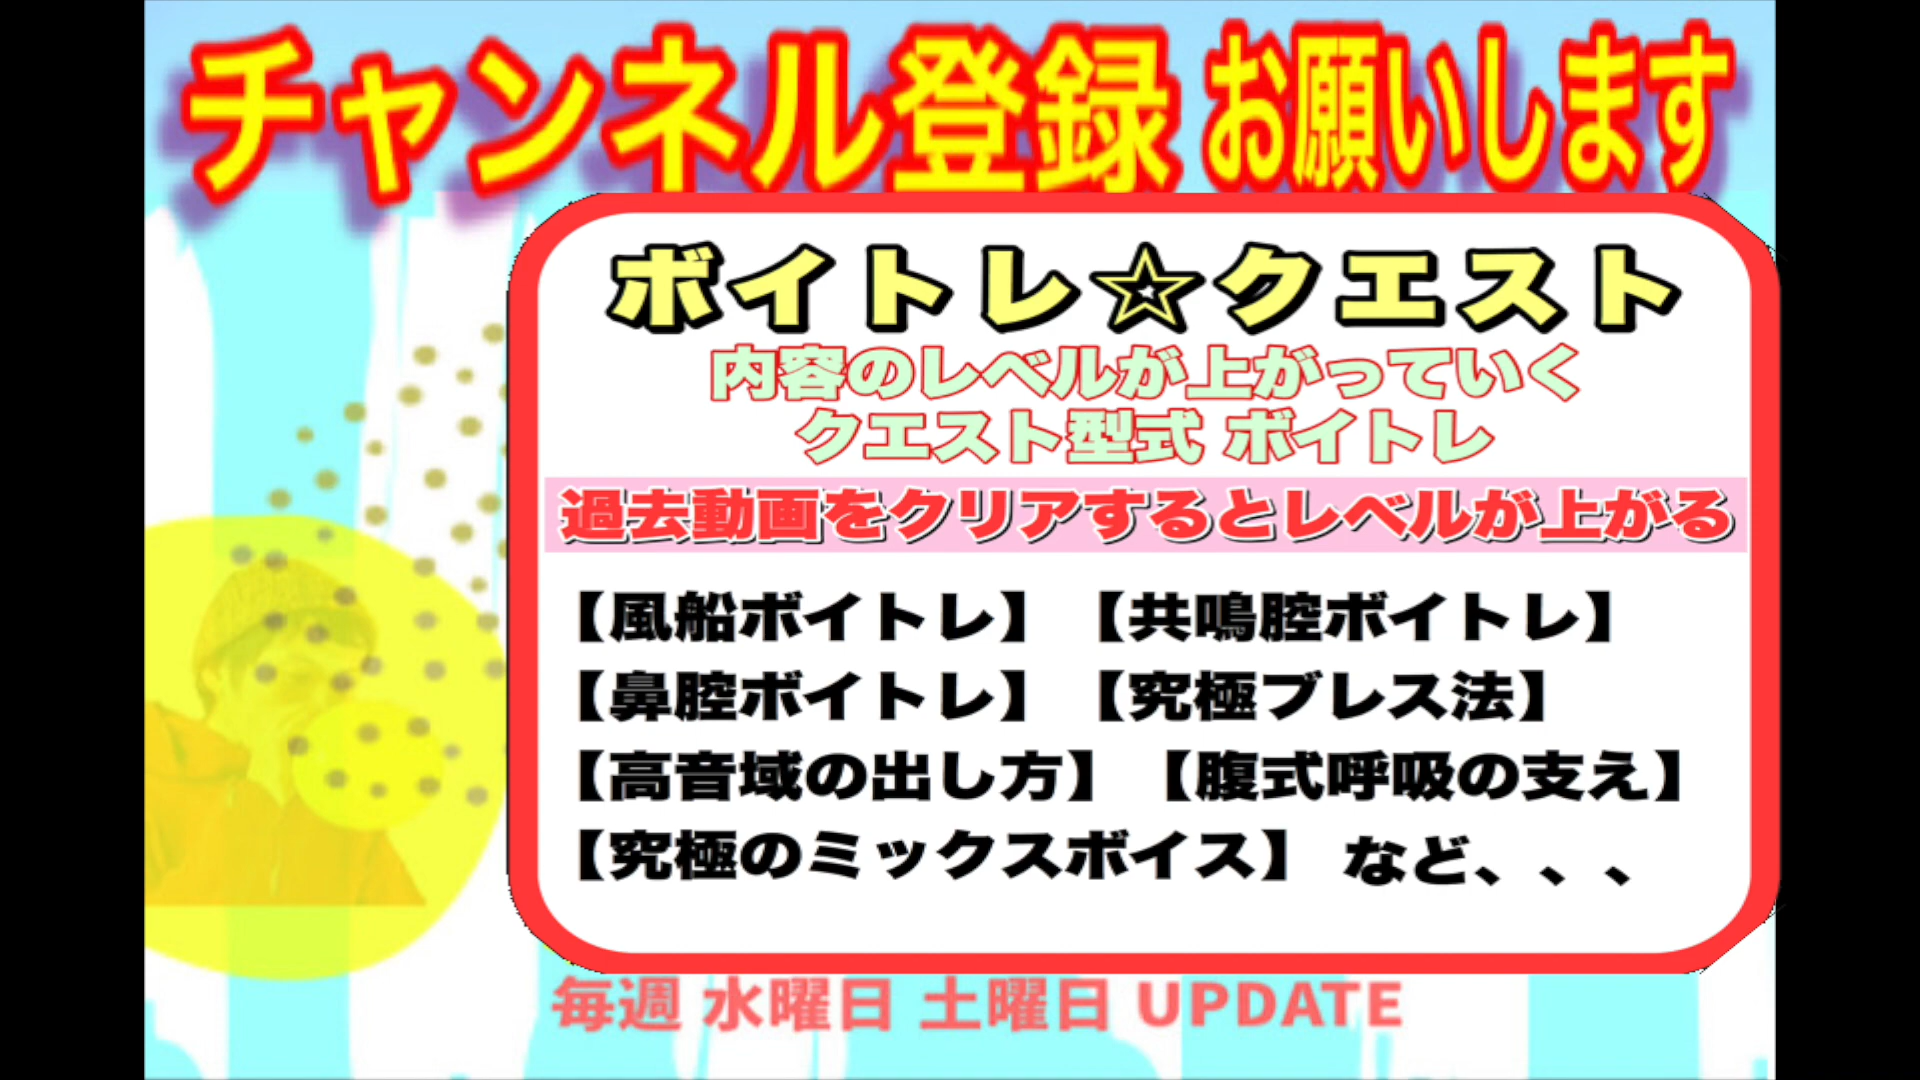 チャンネル登録 お願いします
ボイトレ☆クエスト
内容のレベルが上がっていく
クエスト型式 ボイトレ
過去動画をクリアするとレベルが上がる
【風船ボイトレ】【共鳴腔ボイトレ】
【鼻腔ボイトレ】【究極ブレス法】
【高音域の出し方】【腹式呼吸の支え】
【究極のミックスボイス】 など、、、
毎週 水曜日 土曜日 UPDATE